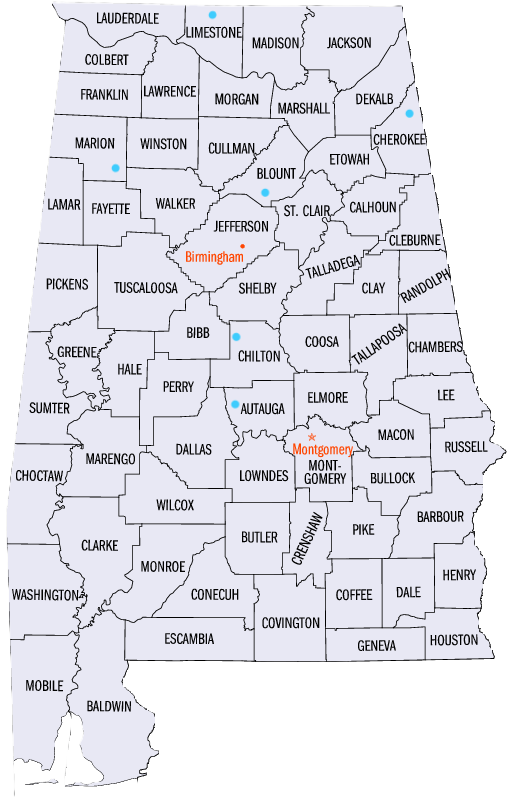 LAUDERDALE
LIMESTONE
MADISON
JACKSON
COLBERT
FRANKLIN
LAWRENCE
MORGAN
MARSHALL
DEKALB
CHEROKEE
MARION
WINSTON
CULLMAN
BLOUNT
ETOWAH
LAMAR
FAYETTE
WALKER
JEFFERSON
Birmingham
ST. CLAIR
CALHOUN
CLEBURNE
PICKENS
TUSCALOOSA
SHELBY
TALLADEGA
CLAY
RANDOLPH
GREENE
HALE
BIBB
CHILTON
COOSA
TALLAPOOSA
CHAMBERS
SUMTER
PERRY
AUTAUGA
ELMORE
LEE
CHOCTAW
MARENGO
DALLAS
LOWNDES
Montgomery
MONT-
GOMERY
MACON
BULLOCK
RUSSELL
WILCOX
CLARKE
MONROE
BUTLER
CRENSHAW
PIKE
BARBOUR
WASHINGTON
CONECUH
COVINGTON
COFFEE
DALE
HENRY
ESCAMBIA
GENEVA
HOUSTON
MOBILE
BALDWIN